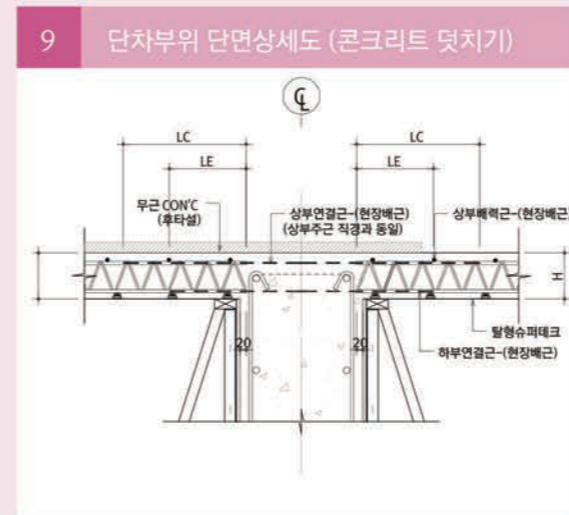 9 단차부위 단면상세도 (콘크리트 덧치기)
℄
LC LC
LE LE
무근 CON'C
(후타설)
상부연결근-(현장배근)
(상부주근 직경과 동일)
상부배력근-(현장배근)
H
20 20
탈형슈퍼데크
하부연결근-(현장배근)